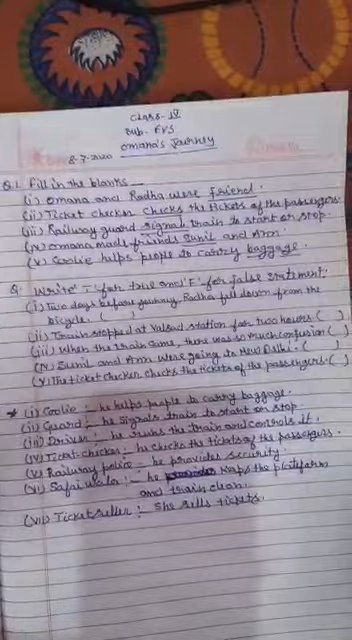 Class - IV
Sub - EVS
Omana's Journey
8-7-2020
Q.1. Fill in the blanks _
(i) Omana and Radha were friend.
(ii) Ticket checker checks the tickets of the passengers.
(iii) Railway guard signal train to start or stop.
(iv) Omana made friends Sunil and Ann.
(v) Coolie helps people to carry baggage.
Q. Write 'T' for true and 'F' for false statement.
(i) Two days before journey Radha fell down from the
bicycle. ( )
(ii) Train stopped at Valsad station for two hours ( )
(iii) When the train came, there was so much confusion ( )
(iv) Sunil and Ann were going to New Delhi. ( )
(v) The ticket checker checks the tickets of the passengers. ( )
(i) Coolie :- he helps people to carry baggage.
(ii) Guard :- he signals train to start or stop.
(iii) Driver :- he runs the train and controls it.
(iv) Ticket-checker :- he checks the tickets of the passengers.
(v) Railway police - he provides security.
(vi) Safai wala :- he keeps the platform
and train clean.
(vii) Ticket seller :- She sells tickets.